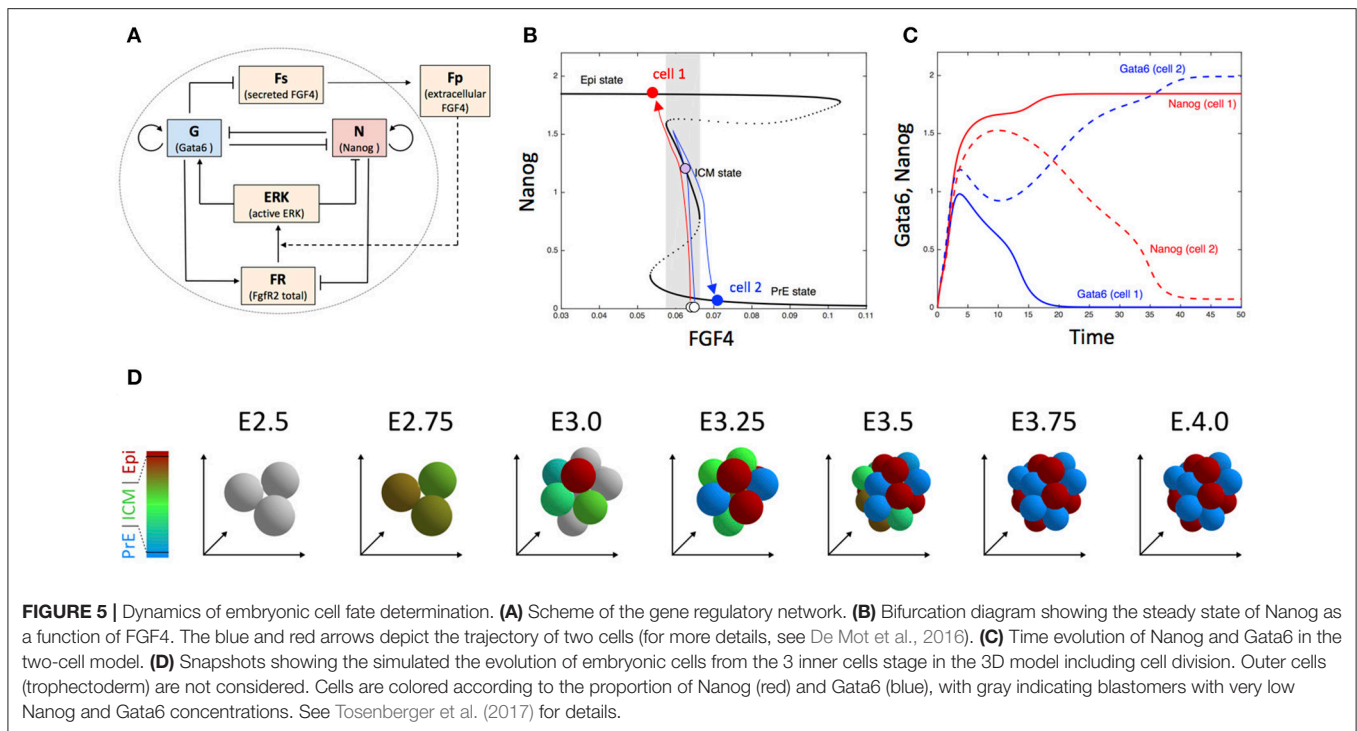 A
Fs
(secreted FGF4)
Fp
(extracellular
FGF4)
G
(Gata6 )
N
(Nanog )
ERK
(active ERK)
FR
(FgfR2 total)
B
Nanog
2
1.5
1
0.5
0
0.03 0.04 0.05 0.06 0.07 0.08 0.09 0.1 0.11
FGF4
Epi state
cell 1
ICM state
cell 2
PrE state
C
Gata6, Nanog
2
1.5
1
0.5
0
0 5 10 15 20 25 30 35 40 45 50
Time
Gata6 (cell 2)
Nanog (cell 1)
Nanog (cell 2)
Gata6 (cell 1)
D
PrE | ICM | Epi
E2.5 E2.75 E3.0 E3.25 E3.5 E3.75 E.4.0
FIGURE 5 | Dynamics of embryonic cell fate determination. (A) Scheme of the gene regulatory network. (B) Bifurcation diagram showing the steady state of Nanog as
a function of FGF4. The blue and red arrows depict the trajectory of two cells (for more details, see De Mot et al., 2016). (C) Time evolution of Nanog and Gata6 in the
two-cell model. (D) Snapshots showing the simulated the evolution of embryonic cells from the 3 inner cells stage in the 3D model including cell division. Outer cells
(trophectoderm) are not considered. Cells are colored according to the proportion of Nanog (red) and Gata6 (blue), with gray indicating blastomers with very low
Nanog and Gata6 concentrations. See Tosenberger et al. (2017) for details.